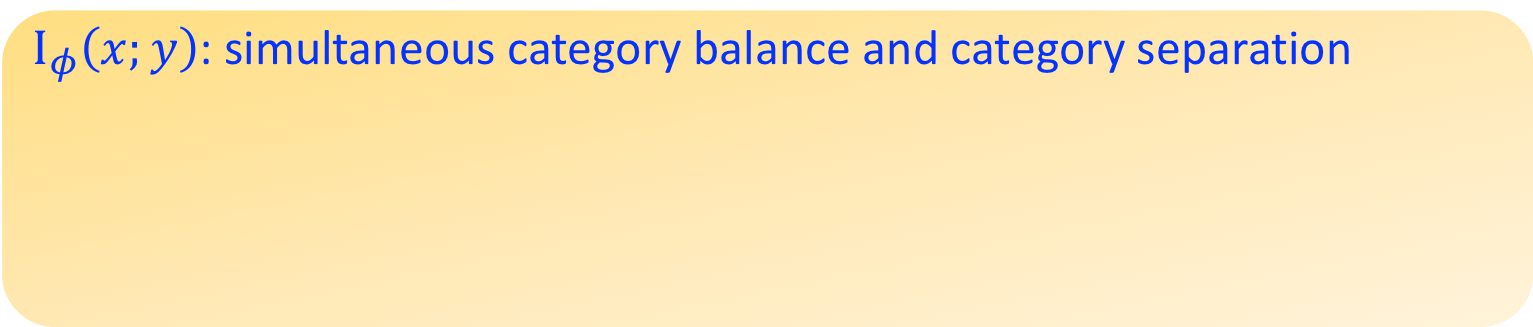 I_ϕ(x; y): simultaneous category balance and category separation